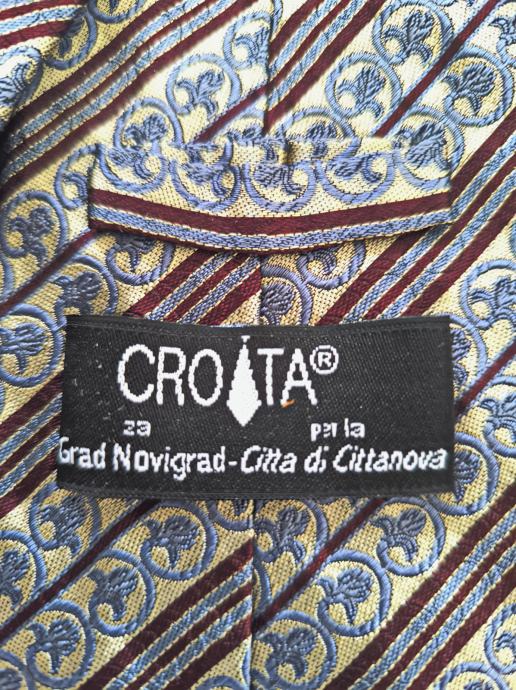 CROATA®
za per la
Grad Novigrad-Citta di Cittanova